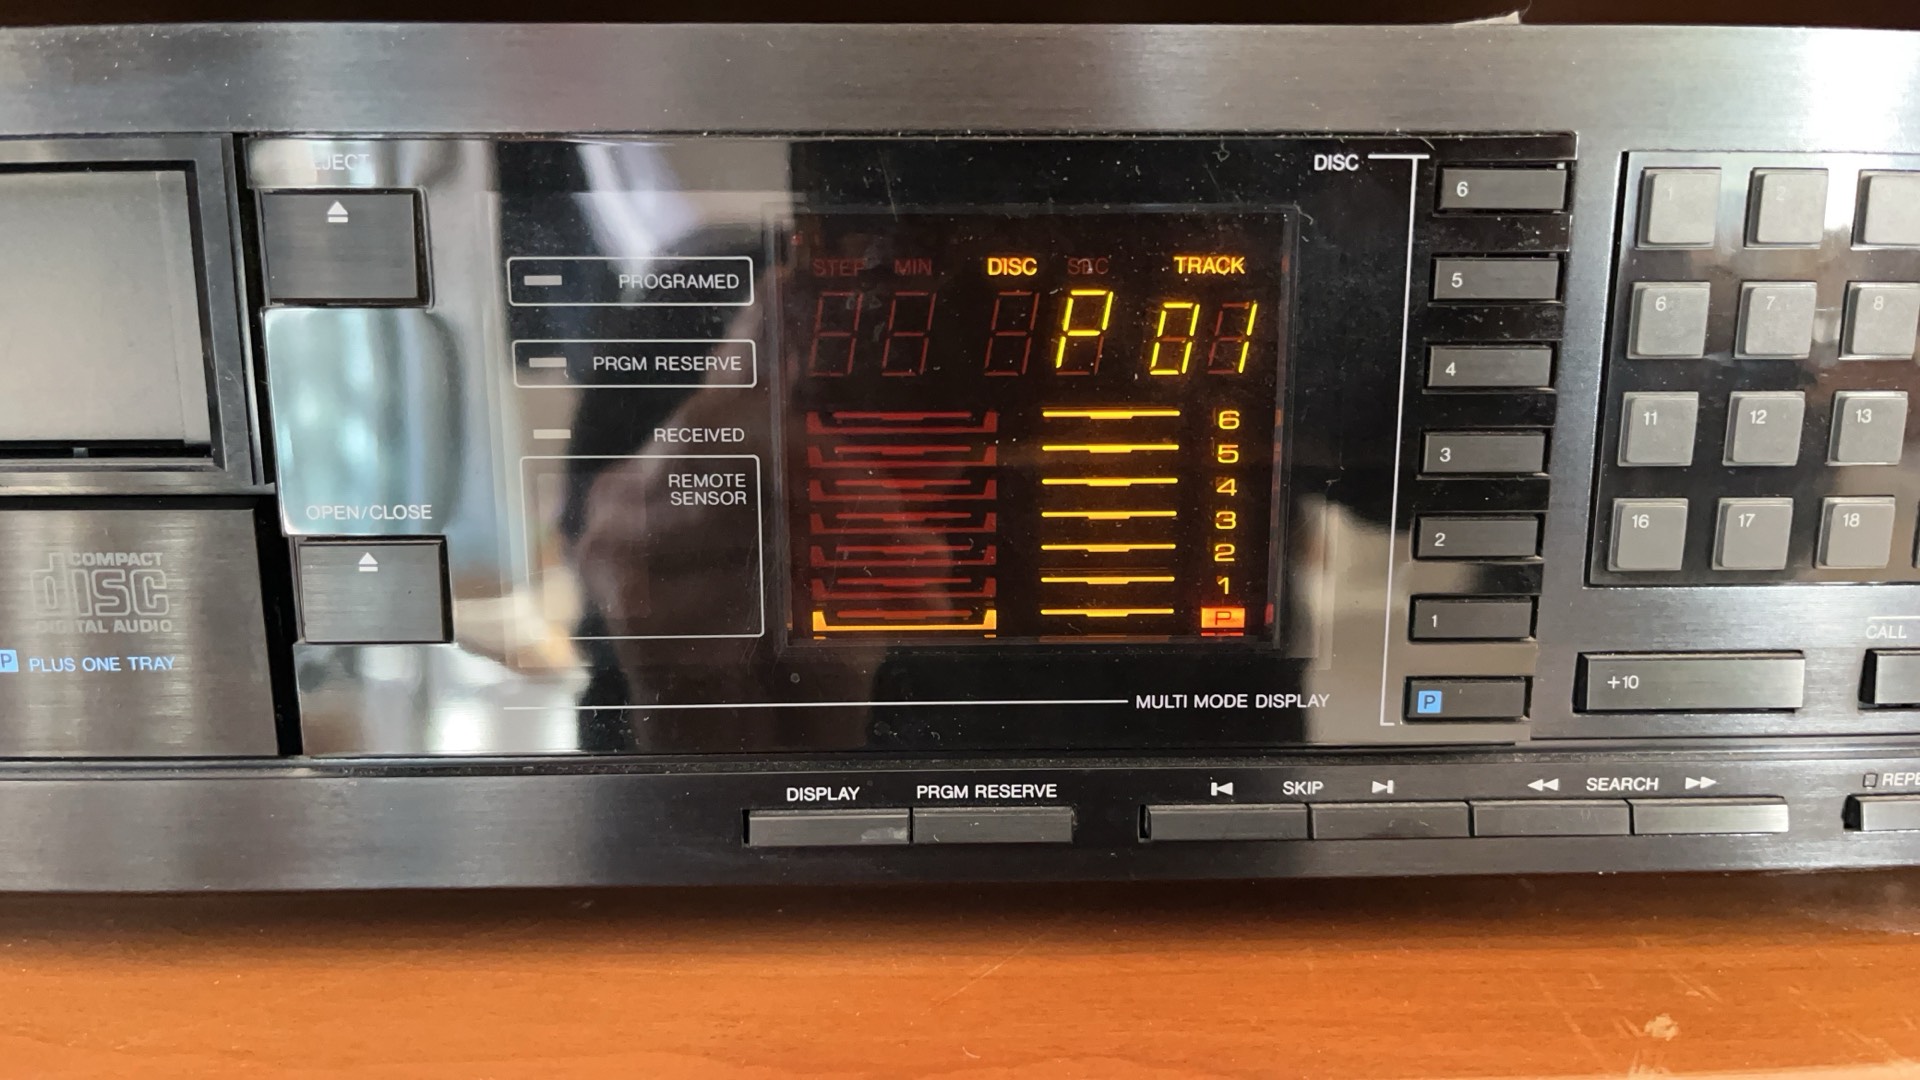 EJECT
DISC
6
1
2
STEP MIN DISC SEC TRACK
PROGRAMED
5
6
7
8
P 01
PRGM RESERVE
4
RECEIVED
6
5
4
3
2
1
P
3
11
12
13
REMOTE
SENSOR
OPEN/CLOSE
2
16
17
18
COMPACT
disc
DIGITAL AUDIO
1
CALL
P PLUS ONE TRAY
+10
P
MULTI MODE DISPLAY
DISPLAY
PRGM RESERVE
SKIP
SEARCH